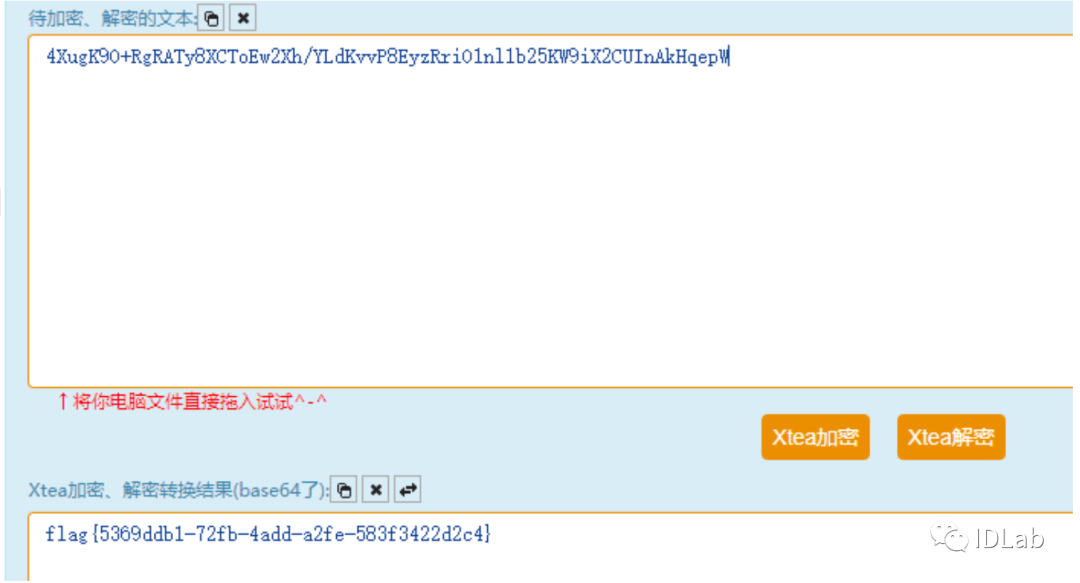 待加密、解密的文本:
4XugK9O+RgRATy8XCToEw2Xh/YLdKvvP8EyzRriO1nl1b25KW9iX2CUInAkHqepW
↑将你电脑文件直接拖入试试^-^
Xtea加密 Xtea解密
Xtea加密、解密转换结果(base64了):
flag{5369ddb1-72fb-4add-a2fe-583f3422d2c4}
IDLab